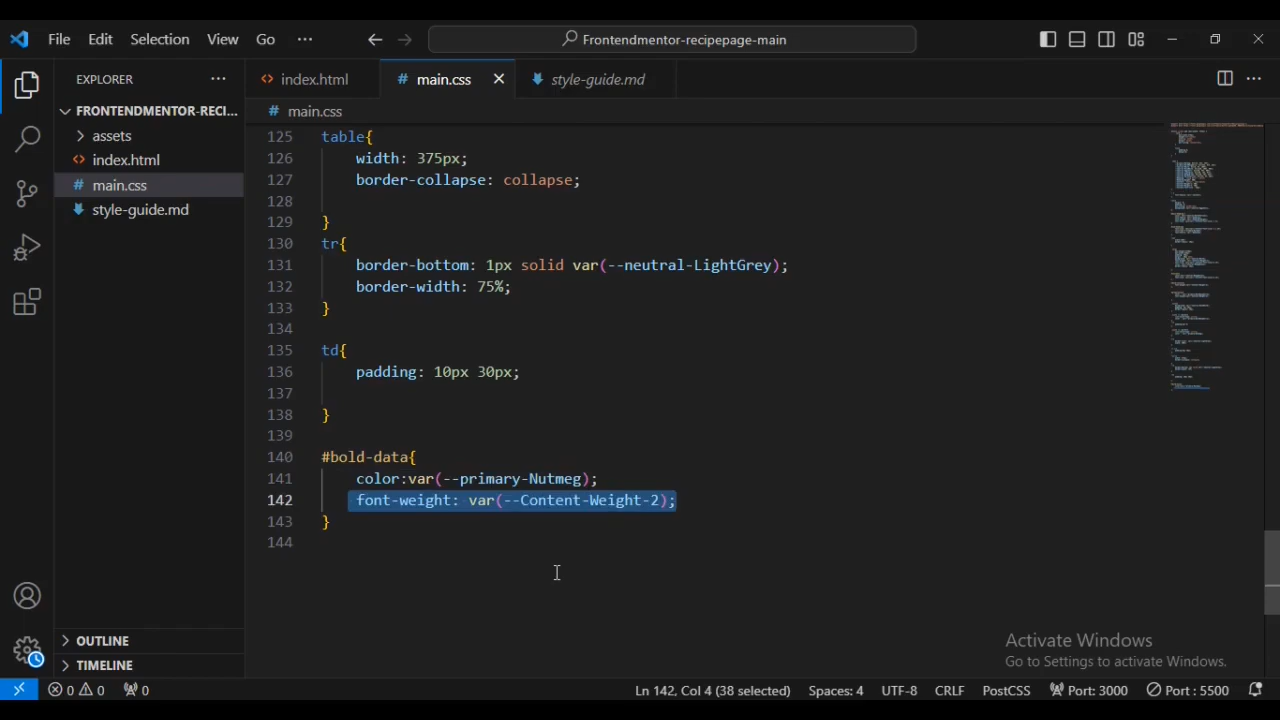 File Edit Selection View Go ··· Frontendmentor-recipepage-main
EXPLORER ···
FRONTENDMENTOR-RECI...
assets
index.html
main.css
style-guide.md
OUTLINE
TIMELINE
index.html # main.css style-guide.md
# main.css
125 table{
126 width: 375px;
127 border-collapse: collapse;
128
129 }
130 tr{
131 border-bottom: 1px solid var(--neutral-LightGrey);
132 border-width: 75%;
133 }
134
135 td{
136 padding: 10px 30px;
137
138 }
139
140 #bold-data{
141 color:var(--primary-Nutmeg);
142 font-weight: var(--Content-Weight-2);
143 }
144
Activate Windows
Go to Settings to activate Windows.
0 0 0 Ln 142, Col 4 (38 selected) Spaces: 4 UTF-8 CRLF PostCSS Port: 3000 Port : 5500